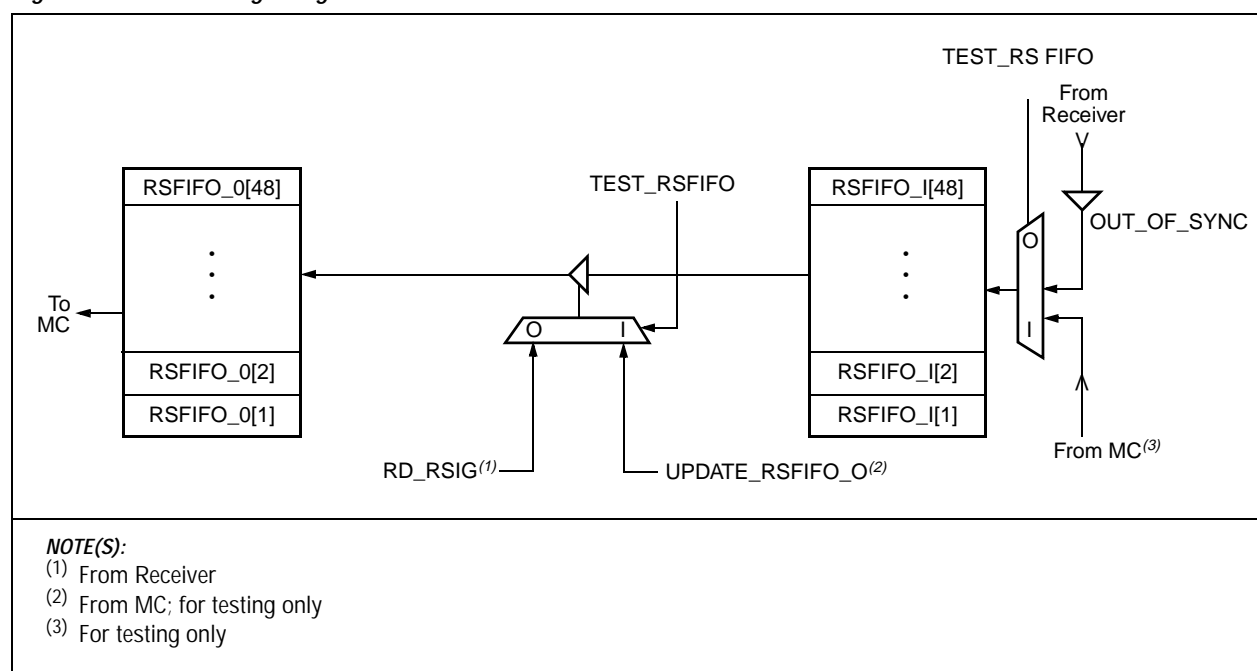 TEST_RS FIFO
From
Receiver
RSFIFO_0[48]
TEST_RSFIFO
RSFIFO_I[48]
OUT_OF_SYNC
O
To
MC
O I
I
RSFIFO_0[2]
RSFIFO_I[2]
RSFIFO_0[1]
RSFIFO_I[1]
RD_RSIG(1)
UPDATE_RSFIFO_O(2)
From MC(3)
NOTE(S):
(1) From Receiver
(2) From MC; for testing only
(3) For testing only